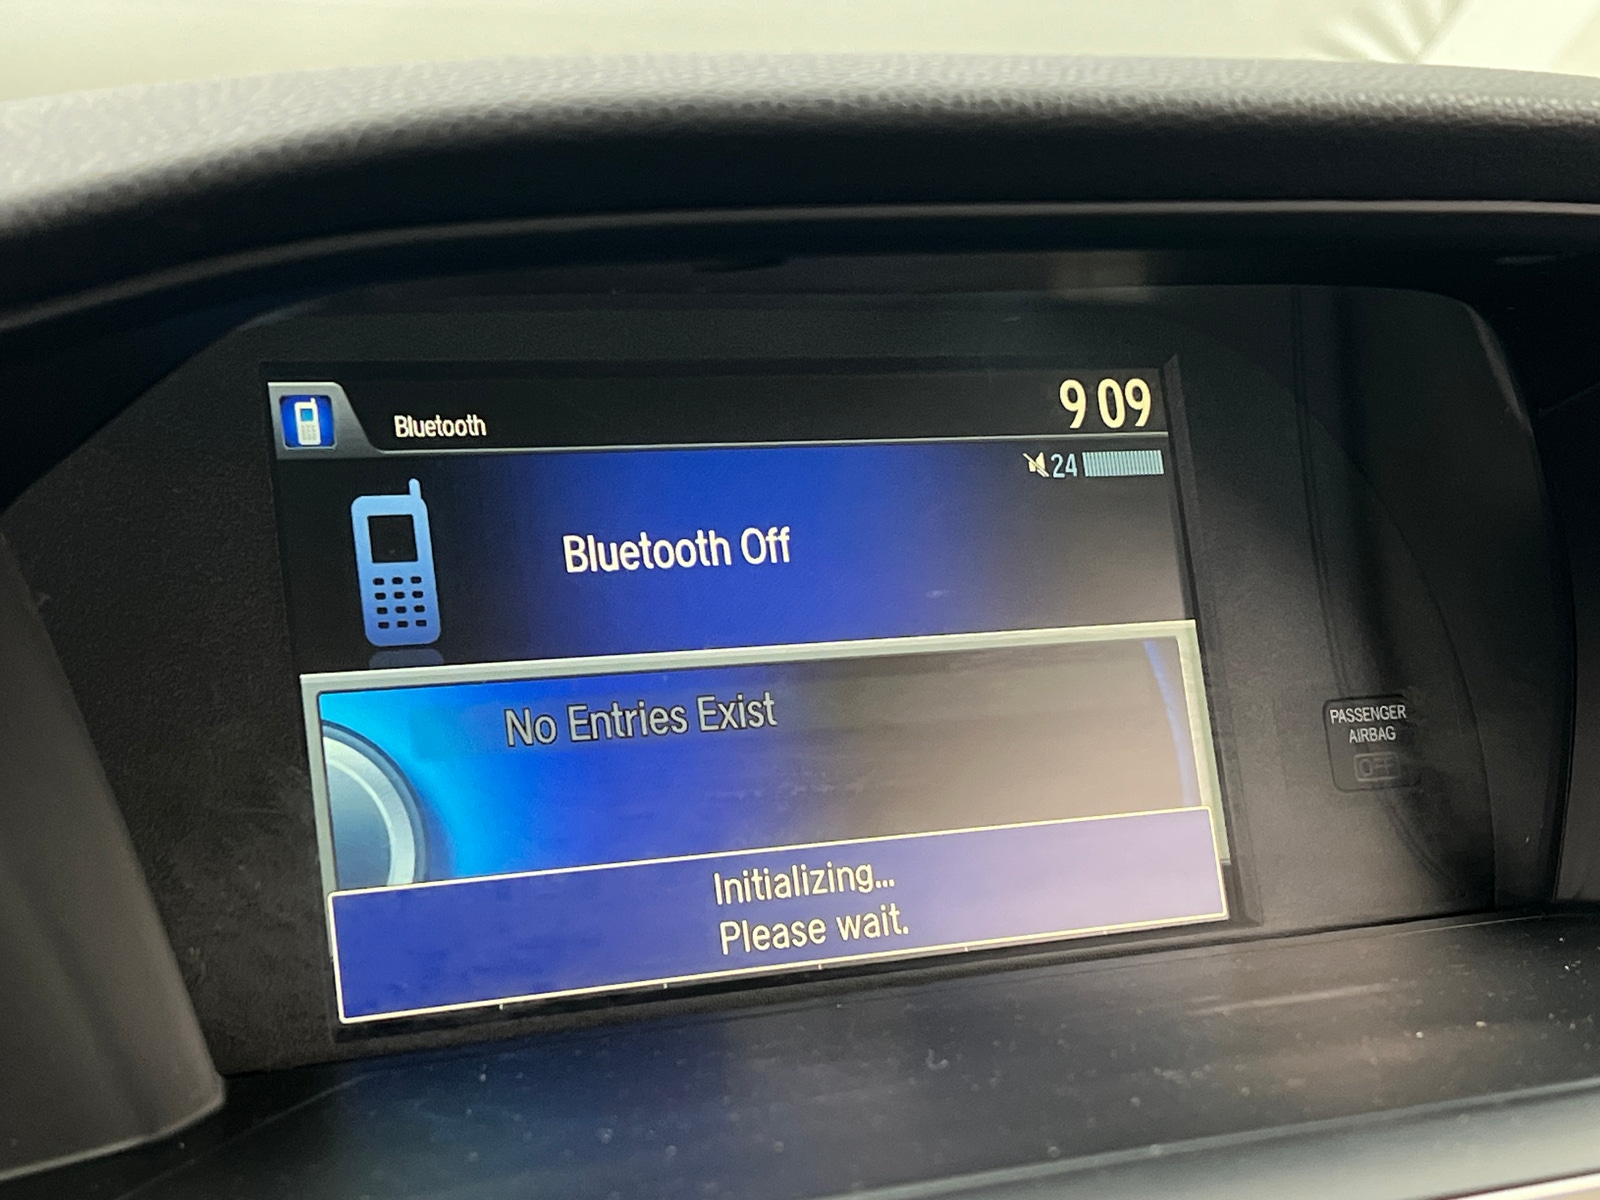 Bluetooth
9 09
24
Bluetooth Off
No Entries Exist
Initializing...
Please wait.
PASSENGER
AIRBAG
OFF